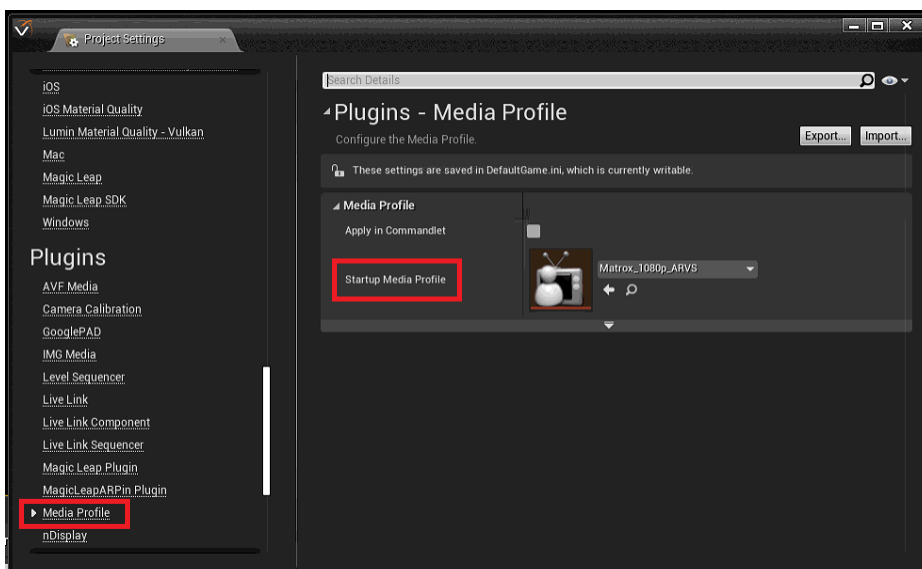 Project Settings
iOS
iOS Material Quality
Lumin Material Quality - Vulkan
Mac
Magic Leap
Magic Leap SDK
Windows
Plugins
AVF Media
Camera Calibration
GooglePAD
IMG Media
Level Sequencer
Live Link
Live Link Component
Live Link Sequencer
Magic Leap Plugin
MagicLeapARPin Plugin
Media Profile
nDisplay
Search Details
Plugins - Media Profile
Configure the Media Profile.
Export...
Import...
These settings are saved in DefaultGame.ini, which is currently writable.
Media Profile
Apply in Commandlet
Startup Media Profile
Matrox_1080p_ARVS